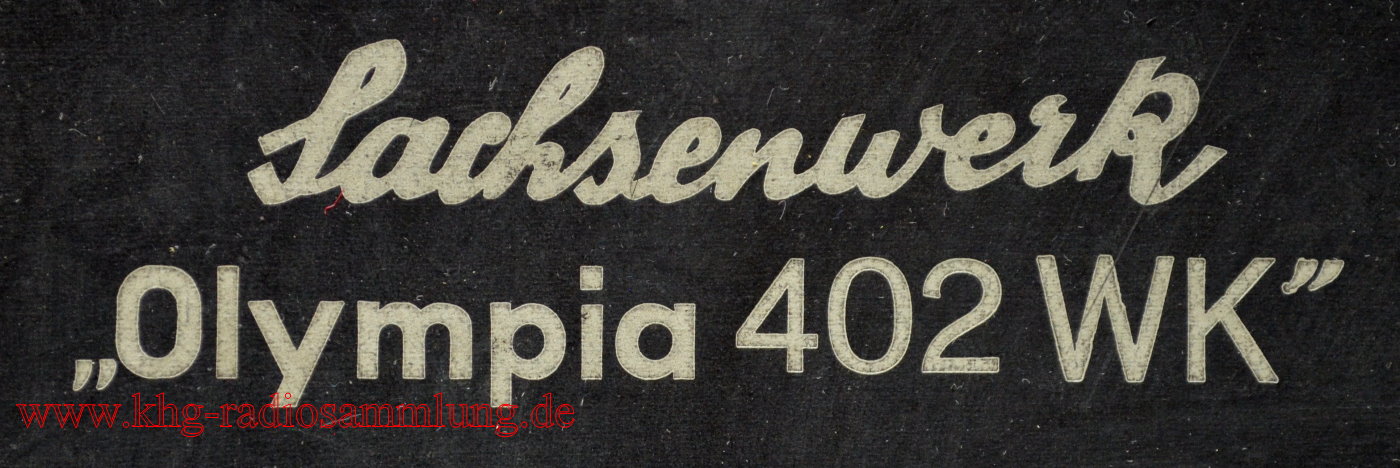 Sachsenwerk
„Olympia 402 WK”
www.khg-radiosammlung.de